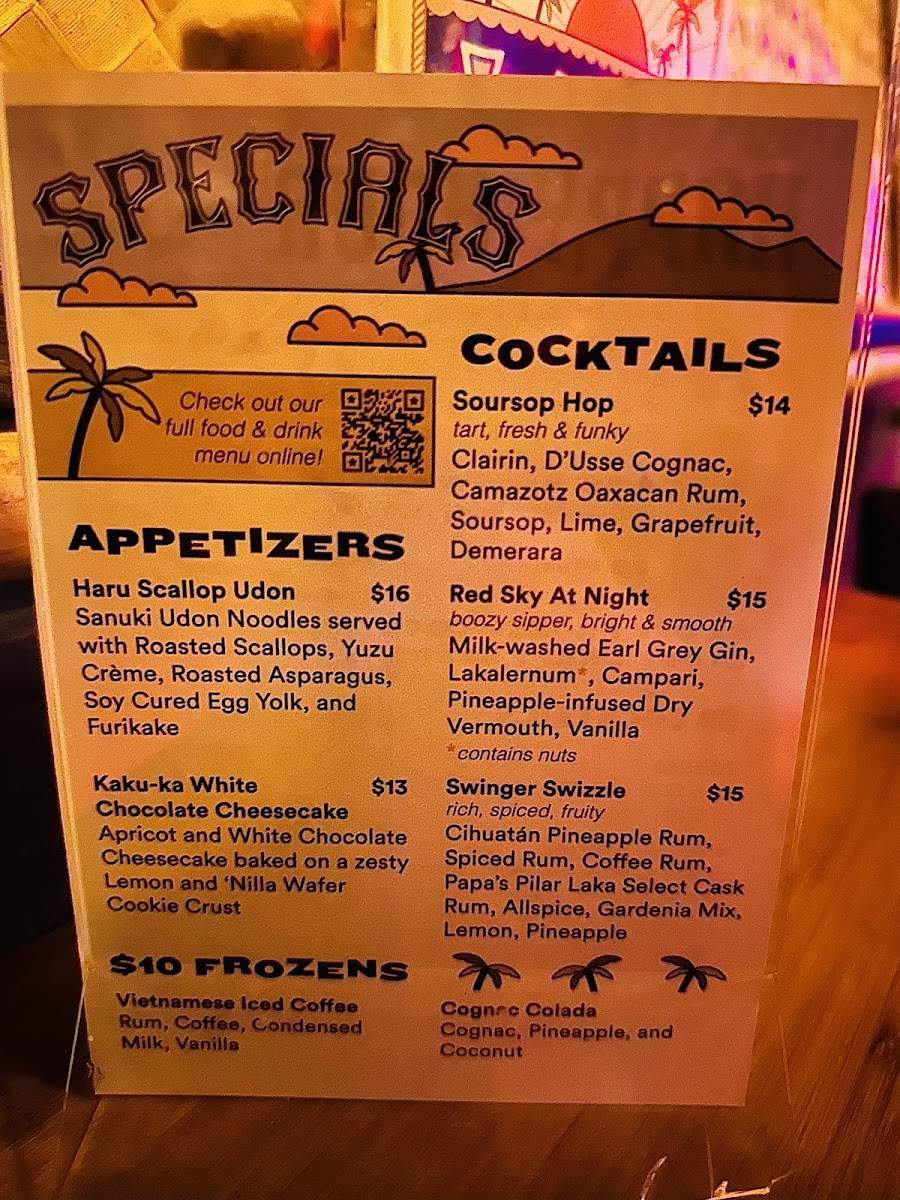 SPECIALS
Check out our
full food & drink
menu online!
APPETIZERS
Haru Scallop Udon $16
Sanuki Udon Noodles served
with Roasted Scallops, Yuzu
Crème, Roasted Asparagus,
Soy Cured Egg Yolk, and
Furikake
Kaku-ka White $13
Chocolate Cheesecake
Apricot and White Chocolate
Cheesecake baked on a zesty
Lemon and ‘Nilla Wafer
Cookie Crust
COCKTAILS
Soursop Hop $14
tart, fresh & funky
Clairin, D'Usse Cognac,
Camazotz Oaxacan Rum,
Soursop, Lime, Grapefruit,
Demerara
Red Sky At Night $15
boozy sipper, bright & smooth
Milk-washed Earl Grey Gin,
Lakalernum*, Campari,
Pineapple-infused Dry
Vermouth, Vanilla
*contains nuts
Swinger Swizzle $15
rich, spiced, fruity
Cihuatán Pineapple Rum,
Spiced Rum, Coffee Rum,
Papa's Pilar Laka Select Cask
Rum, Allspice, Gardenia Mix,
Lemon, Pineapple
$10 FROZENS
Vietnamese Iced Coffee
Rum, Coffee, Condensed
Milk, Vanilla
Cognac Colada
Cognac, Pineapple, and
Coconut